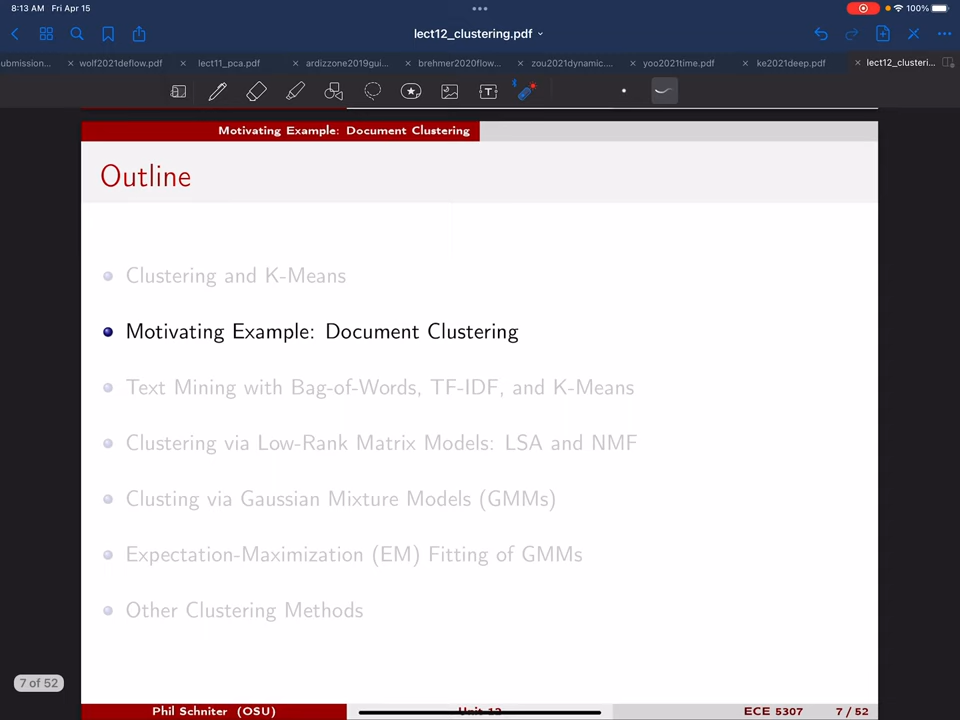 8:13 AM Fri Apr 15
100%
lect12_clustering.pdf
ubmission...
wolf2021deflow.pdf
lect11_pca.pdf
ardizzone2019gui...
brehmer2020flow...
zou2021dynamic....
yoo2021time.pdf
ke2021deep.pdf
lect12_clusteri...
Motivating Example: Document Clustering
Outline
Clustering and K-Means
Motivating Example: Document Clustering
Text Mining with Bag-of-Words, TF-IDF, and K-Means
Clustering via Low-Rank Matrix Models: LSA and NMF
Clusting via Gaussian Mixture Models (GMMs)
Expectation-Maximization (EM) Fitting of GMMs
Other Clustering Methods
7 of 52
Phil Schniter (OSU)
Unit 12
ECE 5307
7 / 52